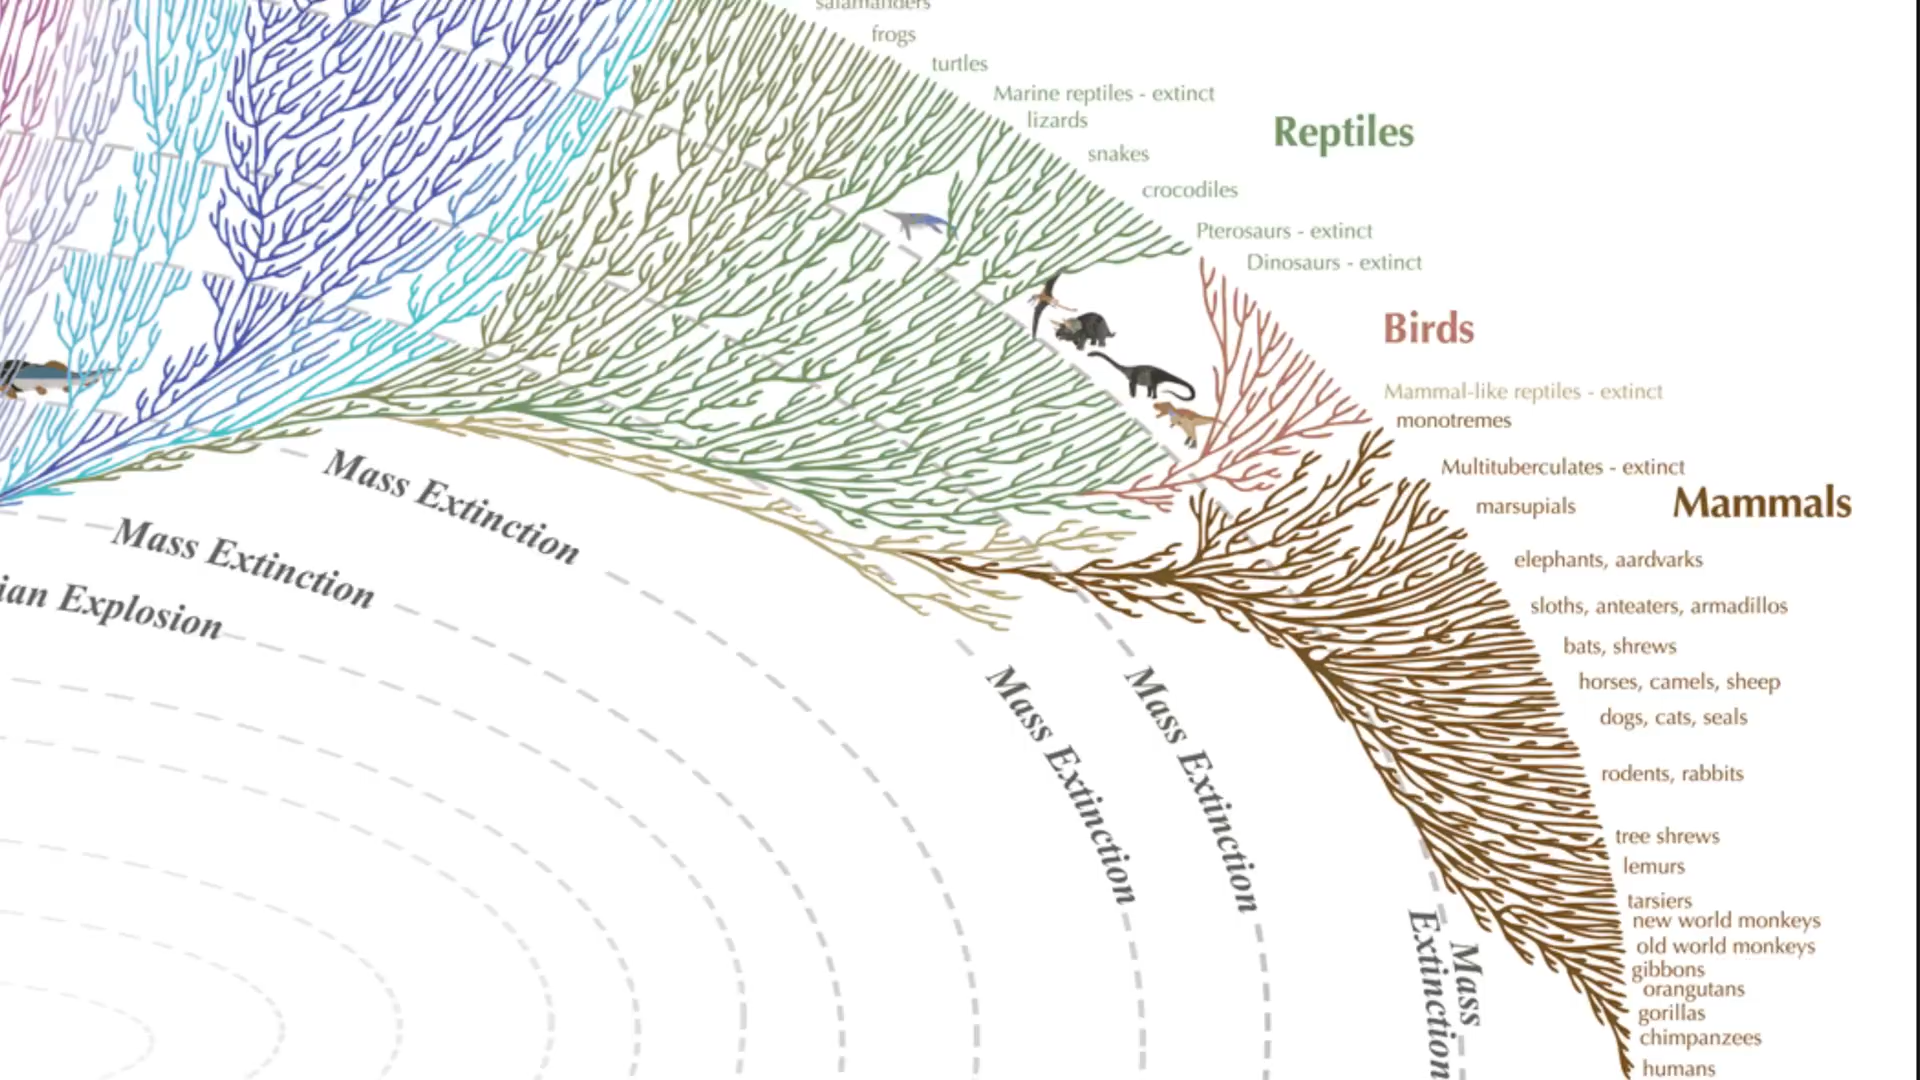 salamanders
frogs
turtles
Marine reptiles - extinct
lizards
Reptiles
snakes
crocodiles
Pterosaurs - extinct
Dinosaurs - extinct
Birds
Mammal-like reptiles - extinct
monotremes
Multituberculates - extinct
Mammals
marsupials
elephants, aardvarks
sloths, anteaters, armadillos
bats, shrews
horses, camels, sheep
dogs, cats, seals
rodents, rabbits
tree shrews
lemurs
tarsiers
new world monkeys
old world monkeys
gibbons
orangutans
gorillas
chimpanzees
humans
Mass Extinction
Mass Extinction
ian Explosion
Mass Extinction
Mass Extinction
Mass
Extinction